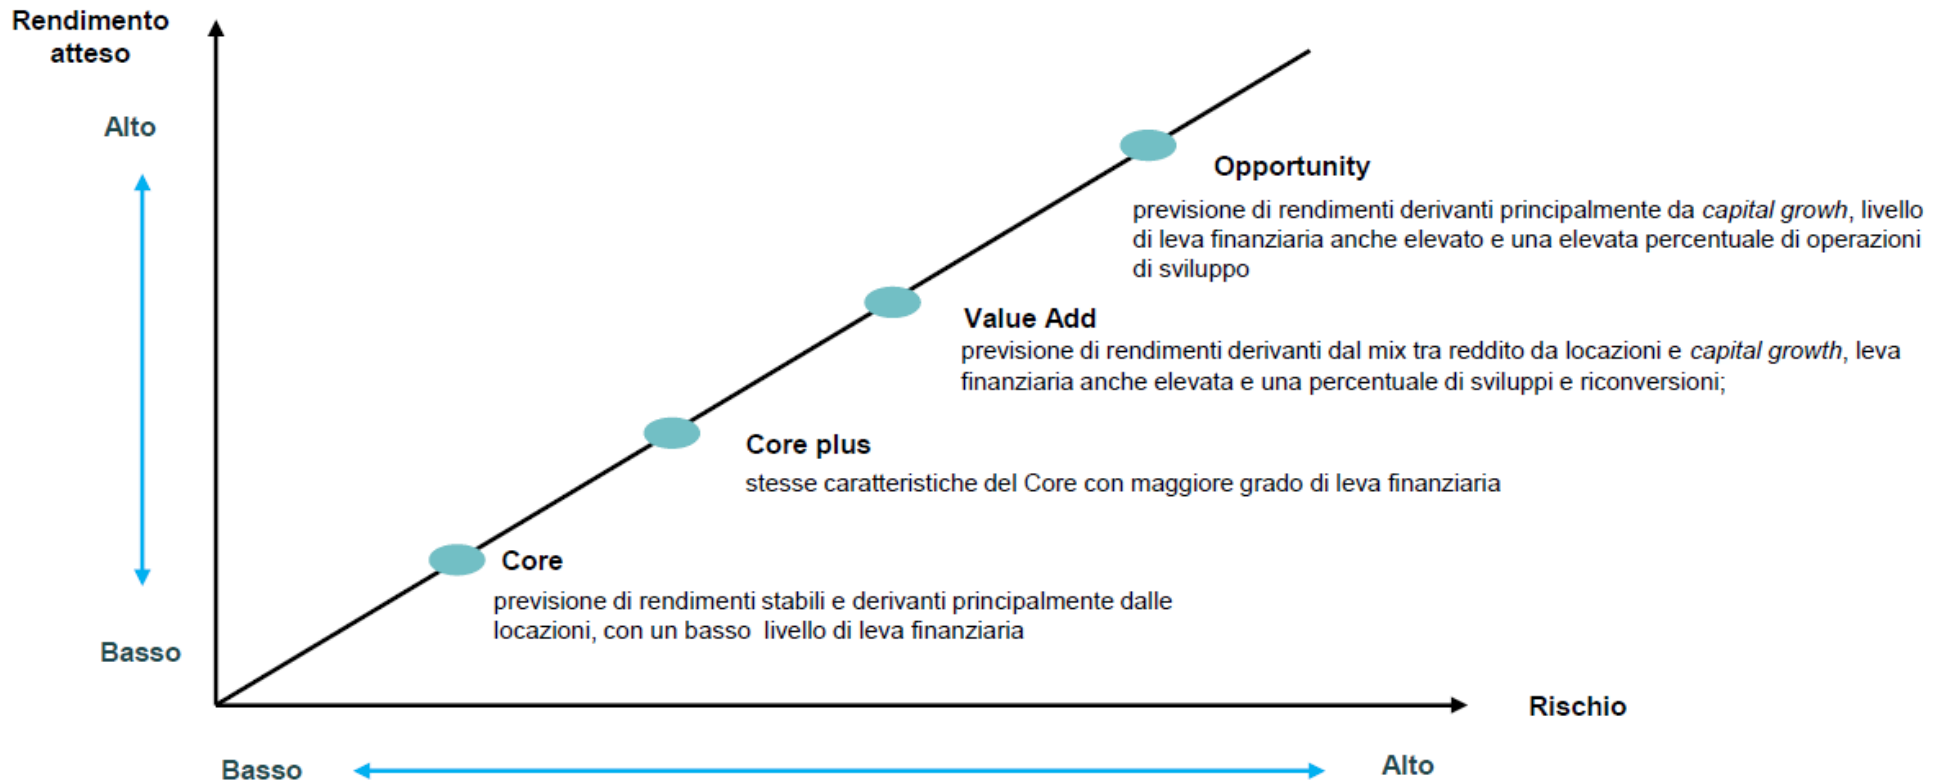 Rendimento
atteso
Alto
Opportunity
previsione di rendimenti derivanti principalmente da capital growh, livello
di leva finanziaria anche elevato e una elevata percentuale di operazioni
di sviluppo
Value Add
previsione di rendimenti derivanti dal mix tra reddito da locazioni e capital growth, leva
finanziaria anche elevata e una percentuale di sviluppi e riconversioni;
Core plus
stesse caratteristiche del Core con maggiore grado di leva finanziaria
Core
previsione di rendimenti stabili e derivanti principalmente dalle
locazioni, con un basso livello di leva finanziaria
Basso
Rischio
Basso
Alto